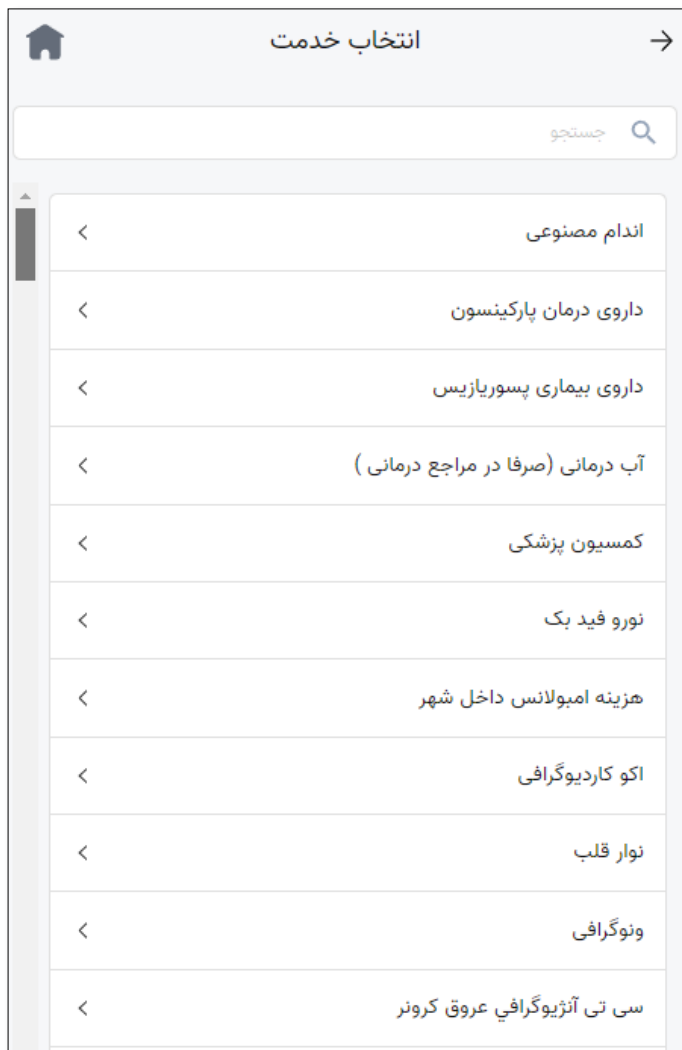 انتخاب خدمت
جستجو
اندام مصنوعی
داروی درمان پارکینسون
داروی بیماری پسوریازیس
آب درمانی (صرفا در مراجع درمانی )
کمسیون پزشکی
نورو فید بک
هزینه امبولانس داخل شهر
اکو کاردیوگرافی
نوار قلب
ونوگرافی
سی تی آنژیوگرافي عروق کرونر